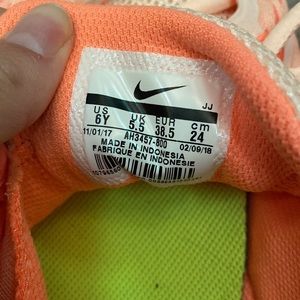 JJ
US UK EUR cm
6Y 5.5 38.5 24
11/01/17 AH3457-800 02/09/18
MADE IN INDONESIA
FABRIQUE EN INDONESIE